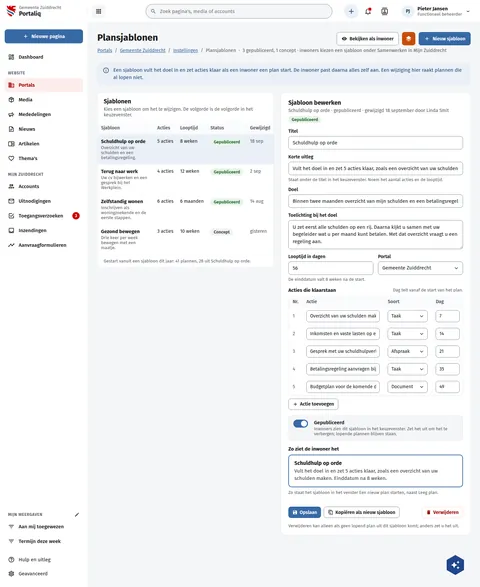 Gemeente Zuiddrecht
Portaliq
Zoek pagina's, media of accounts
Pieter Jansen
Functioneel beheerder
+ Nieuwe pagina
Dashboard
WEBSITE
Portals
Media
Mededelingen
Nieuws
Artikelen
Thema's
MIJN ZUIDDRECHT
Accounts
Uitnodigingen
Toegangsverzoeken
Inzendingen
Aanvraagformulieren
MIJN WEERGAVEN
Aan mij toegewezen
Termijn deze week
Hulp en uitleg
Geavanceerd
Plansjablonen
Portals / Gemeente Zuiddrecht / Instellingen / Plansjablonen · 3 gepubliceerd, 1 concept · inwoners kiezen een sjabloon onder Samenwerken in Mijn Zuiddrecht
Bekijken als inwoner
+ Nieuw sjabloon
Een sjabloon vult het doel in en zet acties klaar als een inwoner een plan start. De inwoner past daarna alles zelf aan. Een wijziging hier raakt plannen die al lopen niet.
Sjablonen
Kies een sjabloon om het te wijzigen. De volgorde is de volgorde in het keuzevenster.
Sjabloon Acties Looptijd Status Gewijzigd
Schuldhulp op orde 5 acties 8 weken Gepubliceerd 18 sep
Overzicht van uw schulden en een betalingsregeling.
Terug naar werk 4 acties 12 weken Gepubliceerd 2 sep
Uw cv bijwerken en een gesprek bij het Werkplein.
Zelfstandig wonen 6 acties 6 maanden Gepubliceerd 14 aug
Inschrijven als woningzoekende en de eerste stappen.
Gezond bewegen 3 acties 10 weken Concept gisteren
Drie keer per week bewegen met een maatje.
Gestart vanuit een sjabloon dit jaar: 41 plannen, 28 uit Schuldhulp op orde.
Sjabloon bewerken
Schuldhulp op orde · gepubliceerd · gewijzigd 18 september door Linda Smit
Gepubliceerd
Titel
Schuldhulp op orde
Korte uitleg
Vult het doel in en zet 5 acties klaar, zoals een overzicht van uw schulden
Staat onder de titel in het keuzevenster. Noem het aantal acties en de looptijd.
Doel
Binnen twee maanden overzicht van mijn schulden en een betalingsregel
Toelichting bij het doel
U zet eerst alle schulden op een rij. Daarna kijkt u samen met uw begeleider wat u per maand kunt betalen. Met dat overzicht vraagt u een regeling aan.
Looptijd in dagen
56
De einddatum valt 8 weken na de start.
Portal
Gemeente Zuiddrecht
Acties die klaarstaan
Dag telt vanaf de start van het plan.
Nr. Actie Soort Dag
1 Overzicht van uw schulden mak Taak 7
2 Inkomsten en vaste lasten op e Taak 14
3 Gesprek met uw schuldhulpverl Afspraak 21
4 Betalingsregeling aanvragen bij Taak 35
5 Budgetplan voor de komende d Document 49
+ Actie toevoegen
Gepubliceerd
Inwoners zien dit sjabloon in het keuzevenster. Zet het uit om het te verbergen, lopende plannen blijven staan.
Zo ziet de inwoner het
Schuldhulp op orde
Vult het doel in en zet 5 acties klaar, zoals een overzicht van uw schulden maken. Einddatum na 8 weken.
Zo staat het sjabloon in het venster Een nieuw plan starten, naast Leeg plan.
Opslaan
Kopiëren als nieuw sjabloon
Verwijderen
Verwijderen kan alleen als geen lopend plan uit dit sjabloon komt; anders zet u het uit.